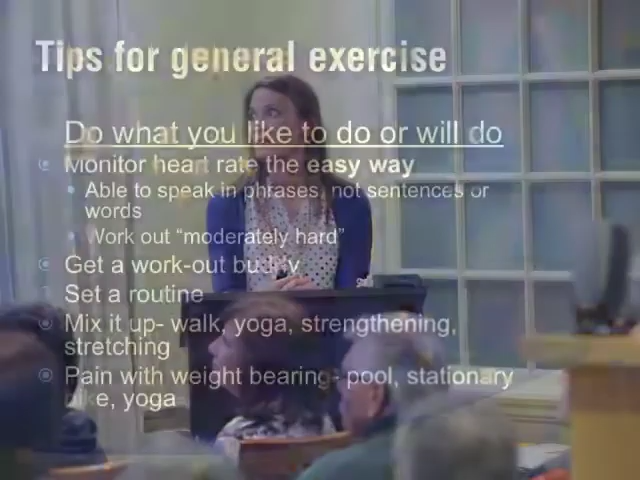 Tips for general exercise
Do what you like to do or will do
Monitor heart rate the easy way
Able to speak in phrases, not sentences or
words
Work out “moderately hard”
Get a work-out buddy
Set a routine
Mix it up- walk, yoga, strengthening,
stretching
Pain with weight bearing- pool, stationary
bike, yoga